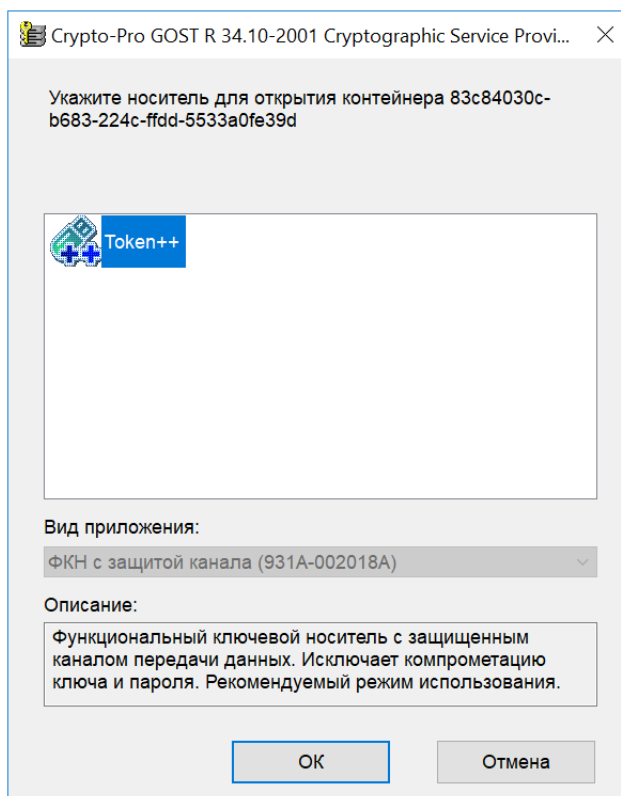 Crypto-Pro GOST R 34.10-2001 Cryptographic Service Provi...
Укажите носитель для открытия контейнера 83c84030c-
b683-224c-ffdd-5533a0fe39d
Token++
Вид приложения:
ФКН с защитой канала (931A-002018A)
Описание:
Функциональный ключевой носитель с защищенным
каналом передачи данных. Исключает компрометацию
ключа и пароля. Рекомендуемый режим использования.
ОК
Отмена